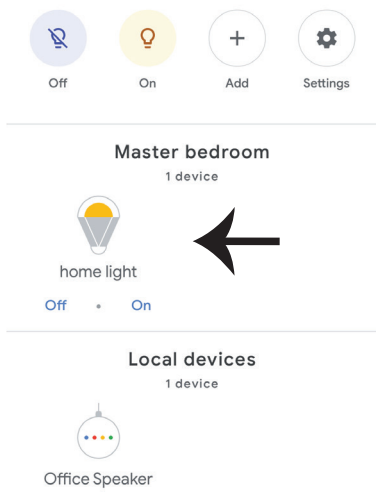 Off On Add Settings
Master bedroom
1 device
home light
Off • On
Local devices
1 device
Office Speaker